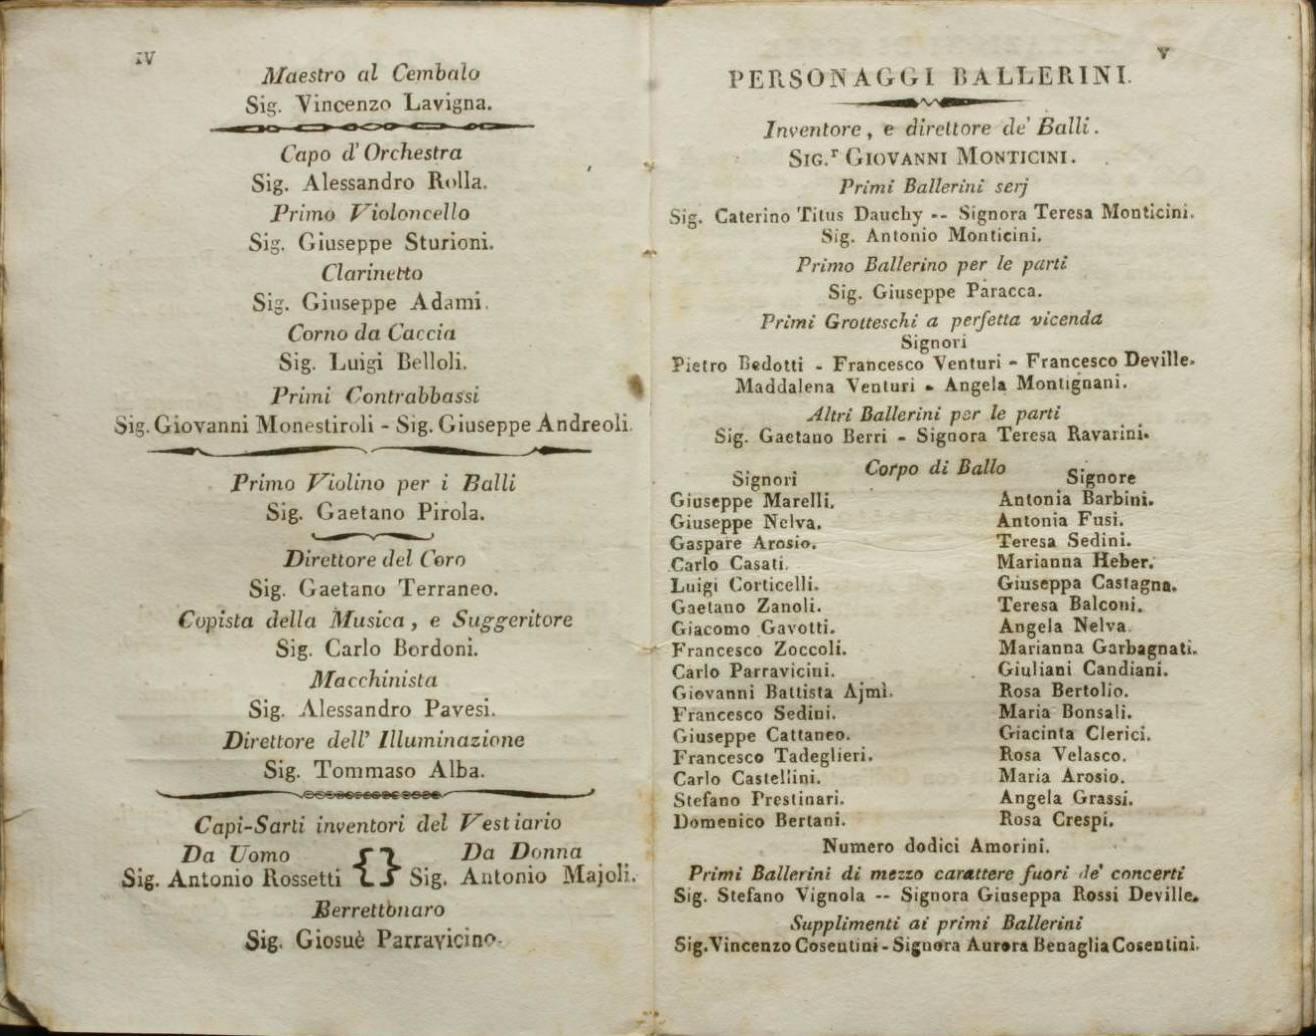 IV
Maestro al Cembalo
Sig. Vincenzo Lavigna.
Capo d'Orchestra
Sig. Alessandro Rolla.
Primo Violoncello
Sig. Giuseppe Sturioni.
Clarinetto
Sig. Giuseppe Adami.
Corno da Caccia
Sig. Luigi Belloli.
Primi Contrabbassi
Sig. Giovanni Monestiroli - Sig. Giuseppe Andreoli.
Primo Violino per i Balli
Sig. Gaetano Pirola.
Direttore del Coro
Sig. Gaetano Terraneo.
Copista della Musica, e Suggeritore
Sig. Carlo Bordoni.
Macchinista
Sig. Alessandro Pavesi.
Direttore dell' Illuminazione
Sig. Tommaso Alba.
Capi-Sarti inventori del Vestiario
Da Uomo { } Da Donna
Sig. Antonio Rossetti Sig. Antonio Majoli.
Berrettonaro
Sig. Giosuè Parravicino.
V
PERSONAGGI BALLERINI.
Inventore, e direttore de' Balli.
SIG.r GIOVANNI MONTICINI.
Primi Ballerini serj
Sig. Caterino Titus Dauchy -- Signora Teresa Monticini.
Sig. Antonio Monticini.
Primo Ballerino per le parti
Sig. Giuseppe Paracca.
Primi Grotteschi a perfetta vicenda
Signori
Pietro Bedotti - Francesco Venturi - Francesco Deville.
Maddalena Venturi - Angela Montignani.
Altri Ballerini per le parti
Sig. Gaetano Berri - Signora Teresa Ravarini.
Corpo di Ballo
Signori
Giuseppe Marelli.
Giuseppe Nelva.
Gaspare Arosio.
Carlo Casati.
Luigi Corticelli.
Gaetano Zanoli.
Giacomo Gavotti.
Francesco Zoccoli.
Carlo Parravicini.
Giovanni Battista Ajmì.
Francesco Sedini.
Giuseppe Cattaneo.
Francesco Tadeglieri.
Carlo Castellini.
Stefano Prestinari.
Domenico Bertani.
Signore
Antonia Barbini.
Antonia Fusi.
Teresa Sedini.
Marianna Heber.
Giuseppa Castagna.
Teresa Balconi.
Angela Nelva.
Marianna Garbagnati.
Giuliani Candiani.
Rosa Bertolio.
Maria Bonsali.
Giacinta Clerici.
Rosa Velasco.
Maria Arosio.
Angela Grassi.
Rosa Crespi.
Numero dodici Amorini.
Primi Ballerini di mezzo carattere fuori de' concerti
Sig. Stefano Vignola -- Signora Giuseppa Rossi Deville.
Supplimenti ai primi Ballerini
Sig. Vincenzo Cosentini - Signora Aurora Benaglia Cosentini.